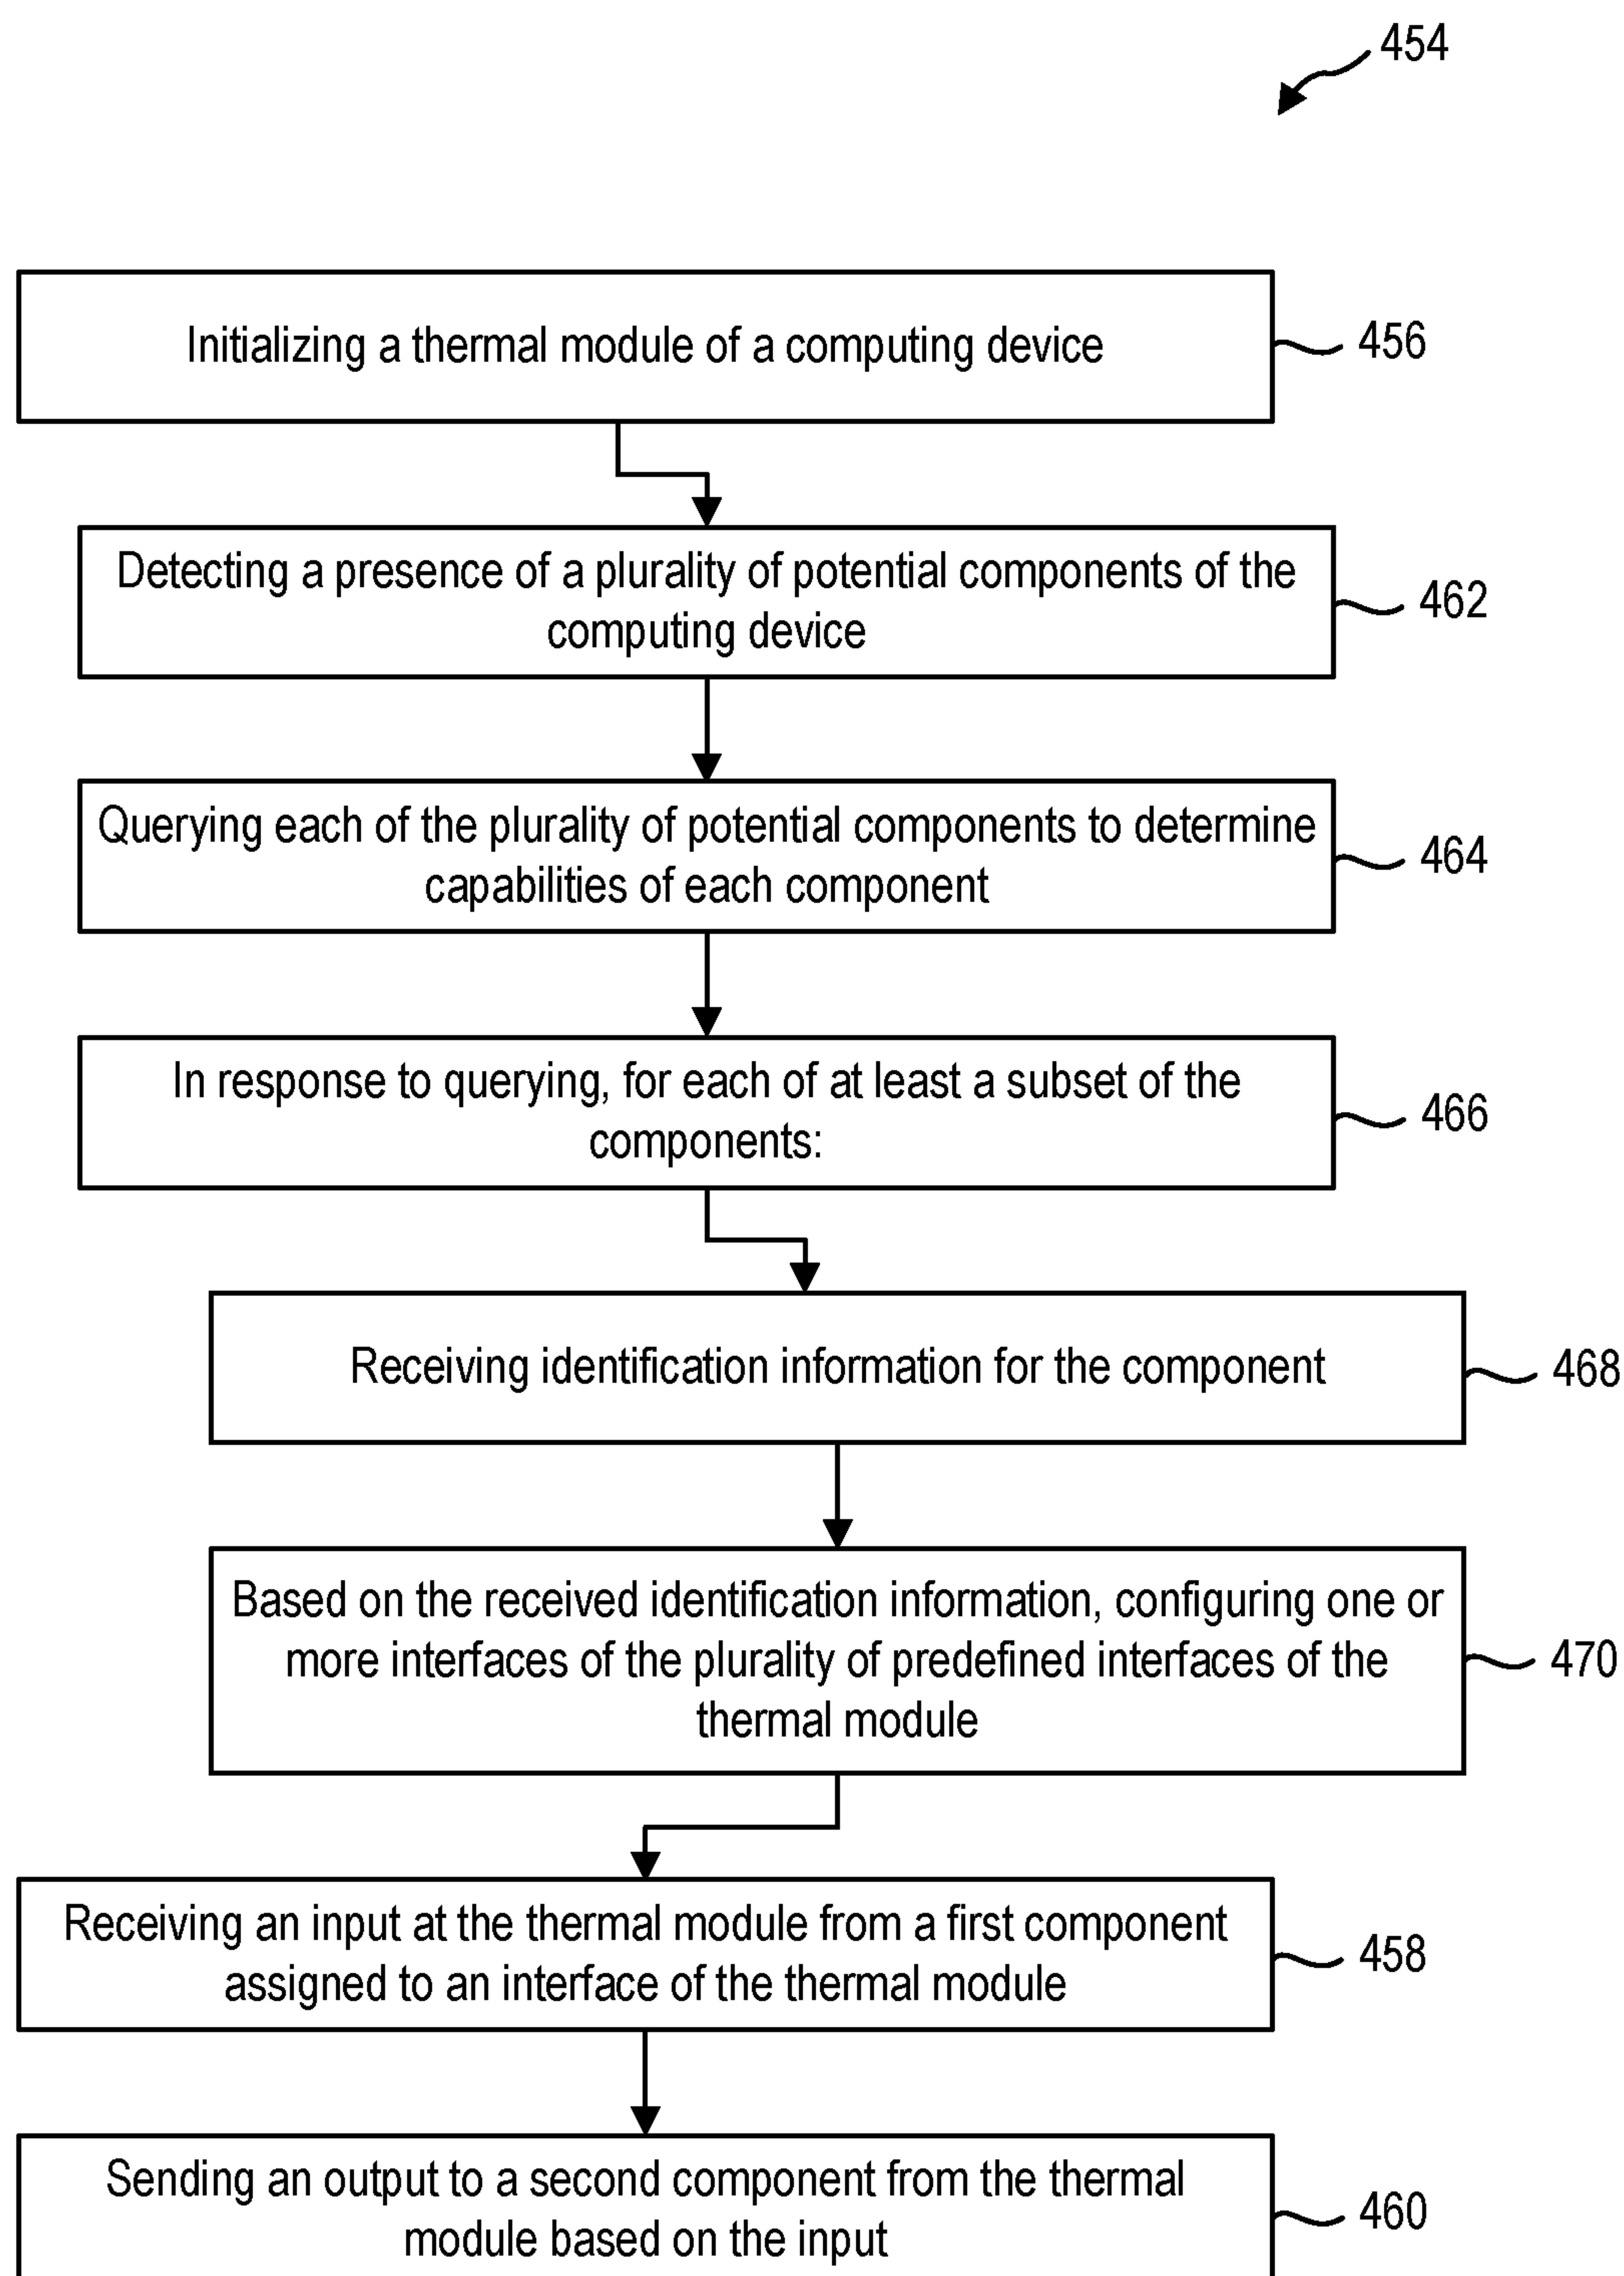 454
Initializing a thermal module of a computing device
456
Detecting a presence of a plurality of potential components of the
computing device
462
Querying each of the plurality of potential components to determine
capabilities of each component
464
In response to querying, for each of at least a subset of the
components:
466
Receiving identification information for the component
468
Based on the received identification information, configuring one or
more interfaces of the plurality of predefined interfaces of the
thermal module
470
Receiving an input at the thermal module from a first component
assigned to an interface of the thermal module
458
Sending an output to a second component from the thermal
module based on the input
460